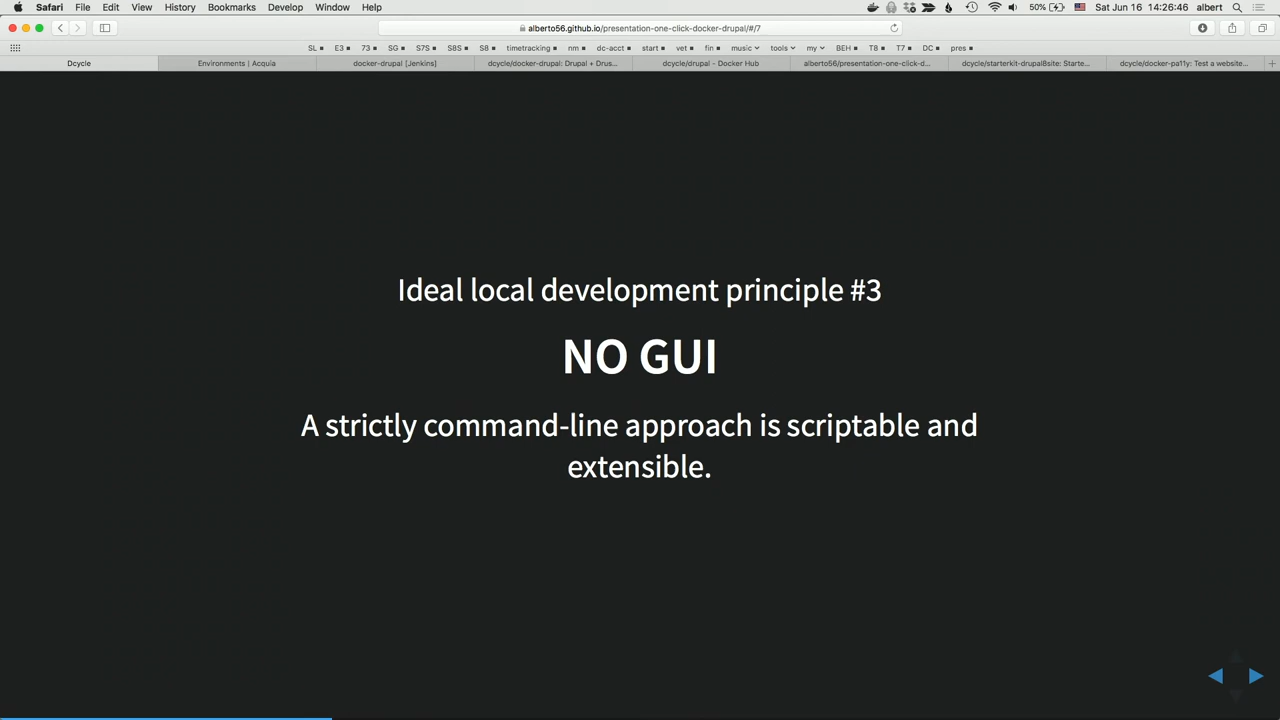 Safari File Edit View History Bookmarks Develop Window Help 50% Sat Jun 16 14:26:46 albert
alberto56.github.io/presentation-one-click-docker-drupal/#/7
SL E3 73 SG S7S S8S S8 timetracking nm dc-acct start vet fin music tools my BEH T8 T7 DC pres
Dcycle Environments | Acquia docker-drupal [Jenkins] dcycle/docker-drupal: Drupal + Drus... dcycle/drupal - Docker Hub alberto56/presentation-one-click-d... dcycle/starterkit-drupal8site: Starte... dcycle/docker-pa11y: Test a website...
Ideal local development principle #3
NO GUI
A strictly command-line approach is scriptable and
extensible.